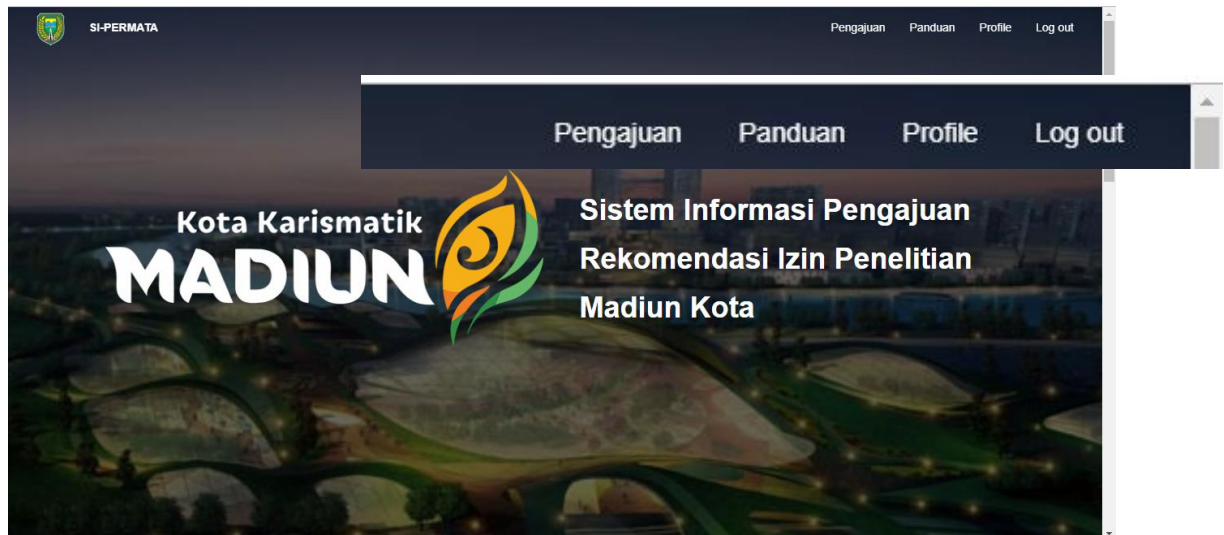 SI-PERMATA
Pengajuan Panduan Profile Log out
Pengajuan Panduan Profile Log out
Kota Karismatik
MADIUN
Sistem Informasi Pengajuan
Rekomendasi Izin Penelitian
Madiun Kota